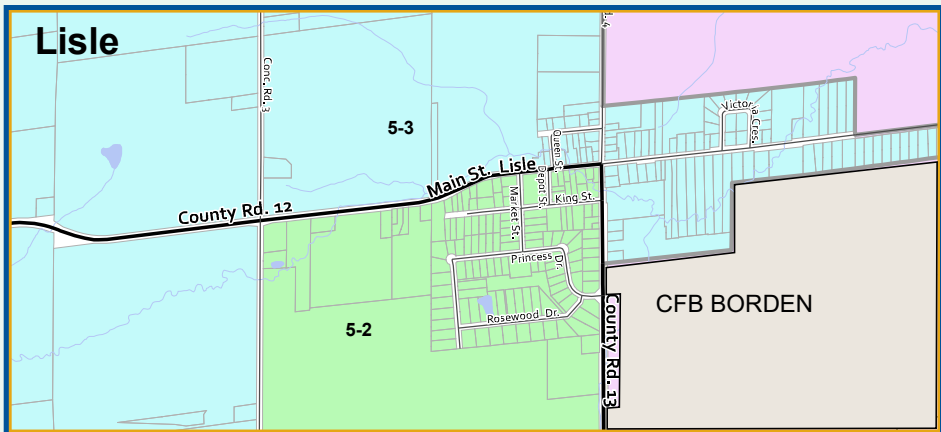 Lisle
d. 4
Conc. Rd. 3
Victoria Cres.
5-3
Queen St.
Main St. Lisle
Depot St.
Market St.
King St.
County Rd. 12
Princess Dr.
CFB BORDEN
County Rd. 13
Rosewood Dr.
5-2